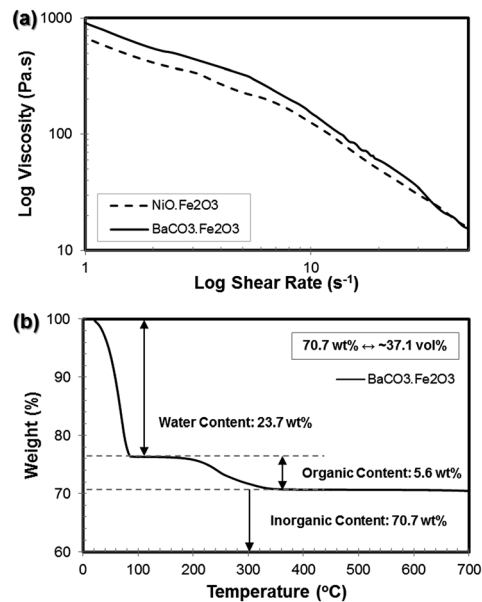 (a)
1000
100
10
Log Viscosity (Pa.s)
NiO.Fe2O3
BaCO3.Fe2O3
1
10
Log Shear Rate (s-1)
(b)
100
90
80
70
60
Weight (%)
70.7 wt% ↔ ~37.1 vol%
BaCO3.Fe2O3
Water Content: 23.7 wt%
Organic Content: 5.6 wt%
Inorganic Content: 70.7 wt%
0 100 200 300 400 500 600 700
Temperature (oC)